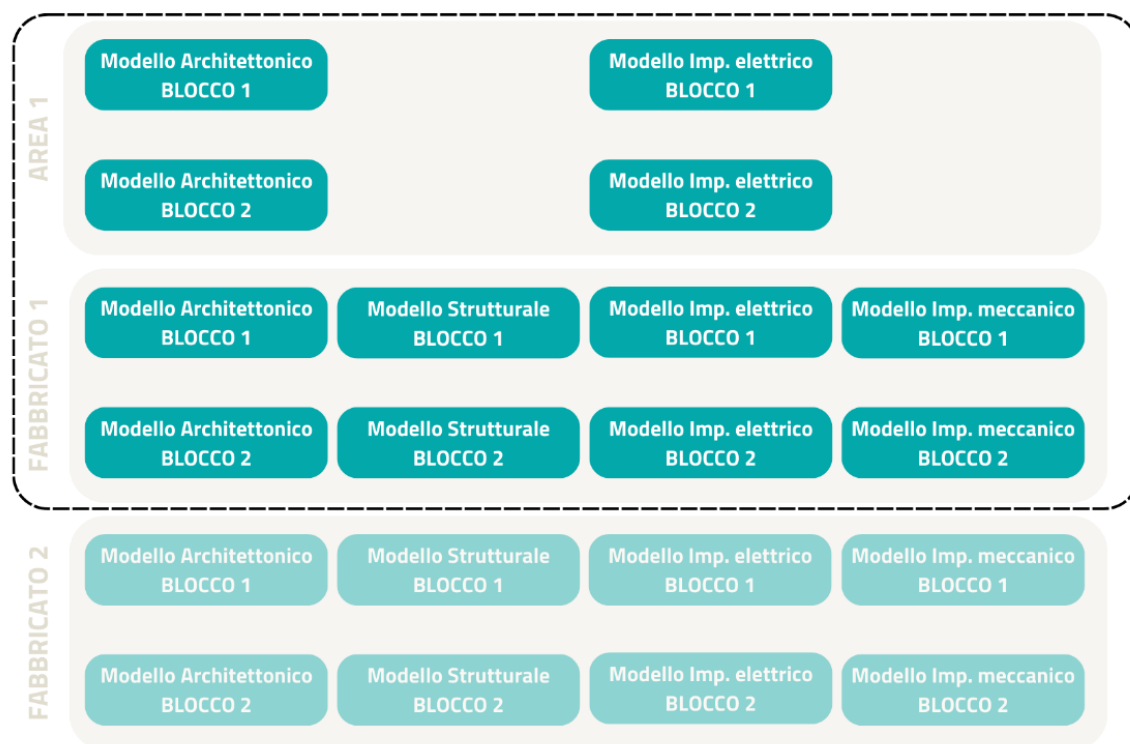 AREA 1
Modello Architettonico
BLOCCO 1
Modello Imp. elettrico
BLOCCO 1
Modello Architettonico
BLOCCO 2
Modello Imp. elettrico
BLOCCO 2
FABBRICATO 1
Modello Architettonico
BLOCCO 1
Modello Strutturale
BLOCCO 1
Modello Imp. elettrico
BLOCCO 1
Modello Imp. meccanico
BLOCCO 1
Modello Architettonico
BLOCCO 2
Modello Strutturale
BLOCCO 2
Modello Imp. elettrico
BLOCCO 2
Modello Imp. meccanico
BLOCCO 2
FABBRICATO 2
Modello Architettonico
BLOCCO 1
Modello Strutturale
BLOCCO 1
Modello Imp. elettrico
BLOCCO 1
Modello Imp. meccanico
BLOCCO 1
Modello Architettonico
BLOCCO 2
Modello Strutturale
BLOCCO 2
Modello Imp. elettrico
BLOCCO 2
Modello Imp. meccanico
BLOCCO 2